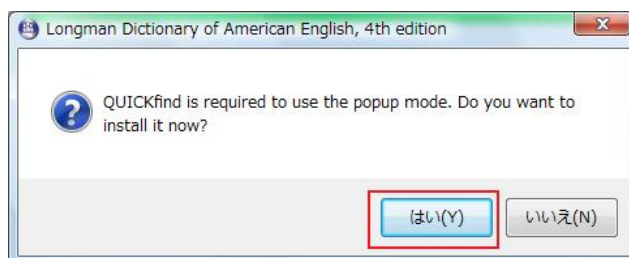 Longman Dictionary of American English, 4th edition
QUICKfind is required to use the popup mode. Do you want to
install it now?
はい(Y) いいえ(N)